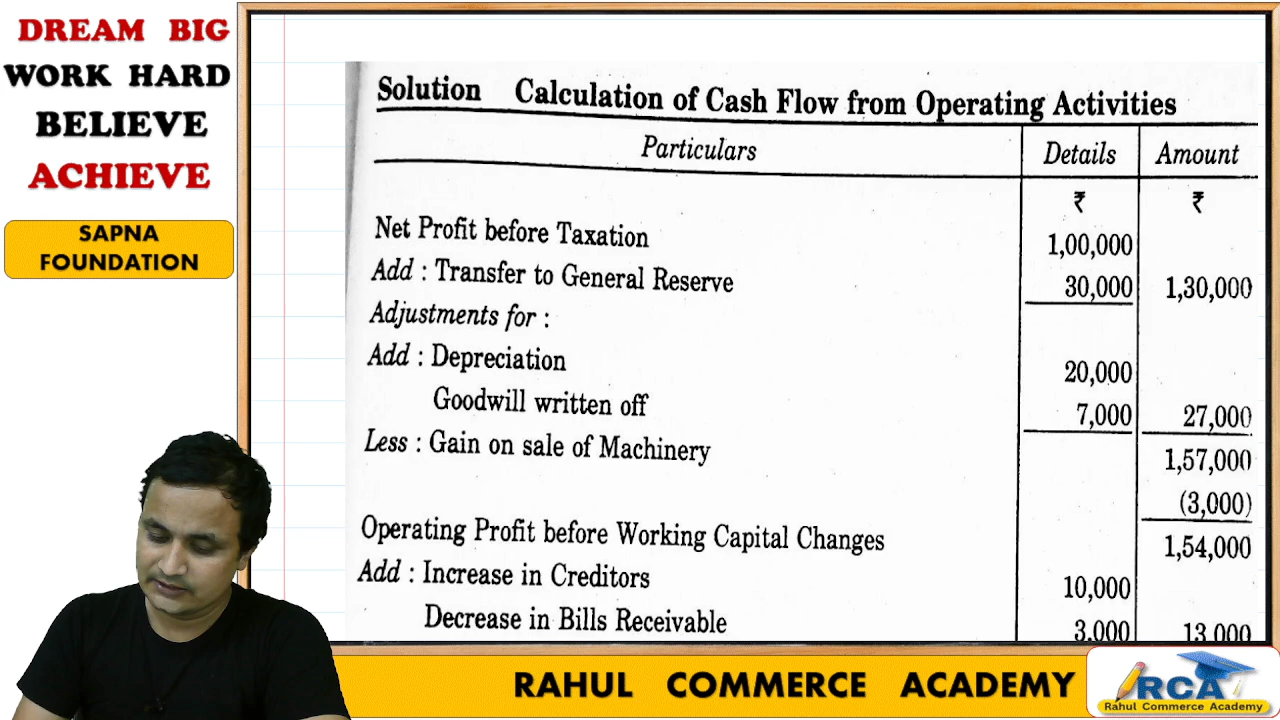 DREAM BIG
WORK HARD
BELIEVE
ACHIEVE
SAPNA
FOUNDATION
Solution Calculation of Cash Flow from Operating Activities
Particulars Details Amount
₹ ₹
Net Profit before Taxation 1,00,000
Add : Transfer to General Reserve 30,000 1,30,000
Adjustments for :
Add : Depreciation 20,000
Goodwill written off 7,000 27,000
Less : Gain on sale of Machinery 1,57,000
(3,000)
Operating Profit before Working Capital Changes 1,54,000
Add : Increase in Creditors 10,000
Decrease in Bills Receivable 3,000 13,000
RAHUL COMMERCE ACADEMY
RCA
Rahul Commerce Academy